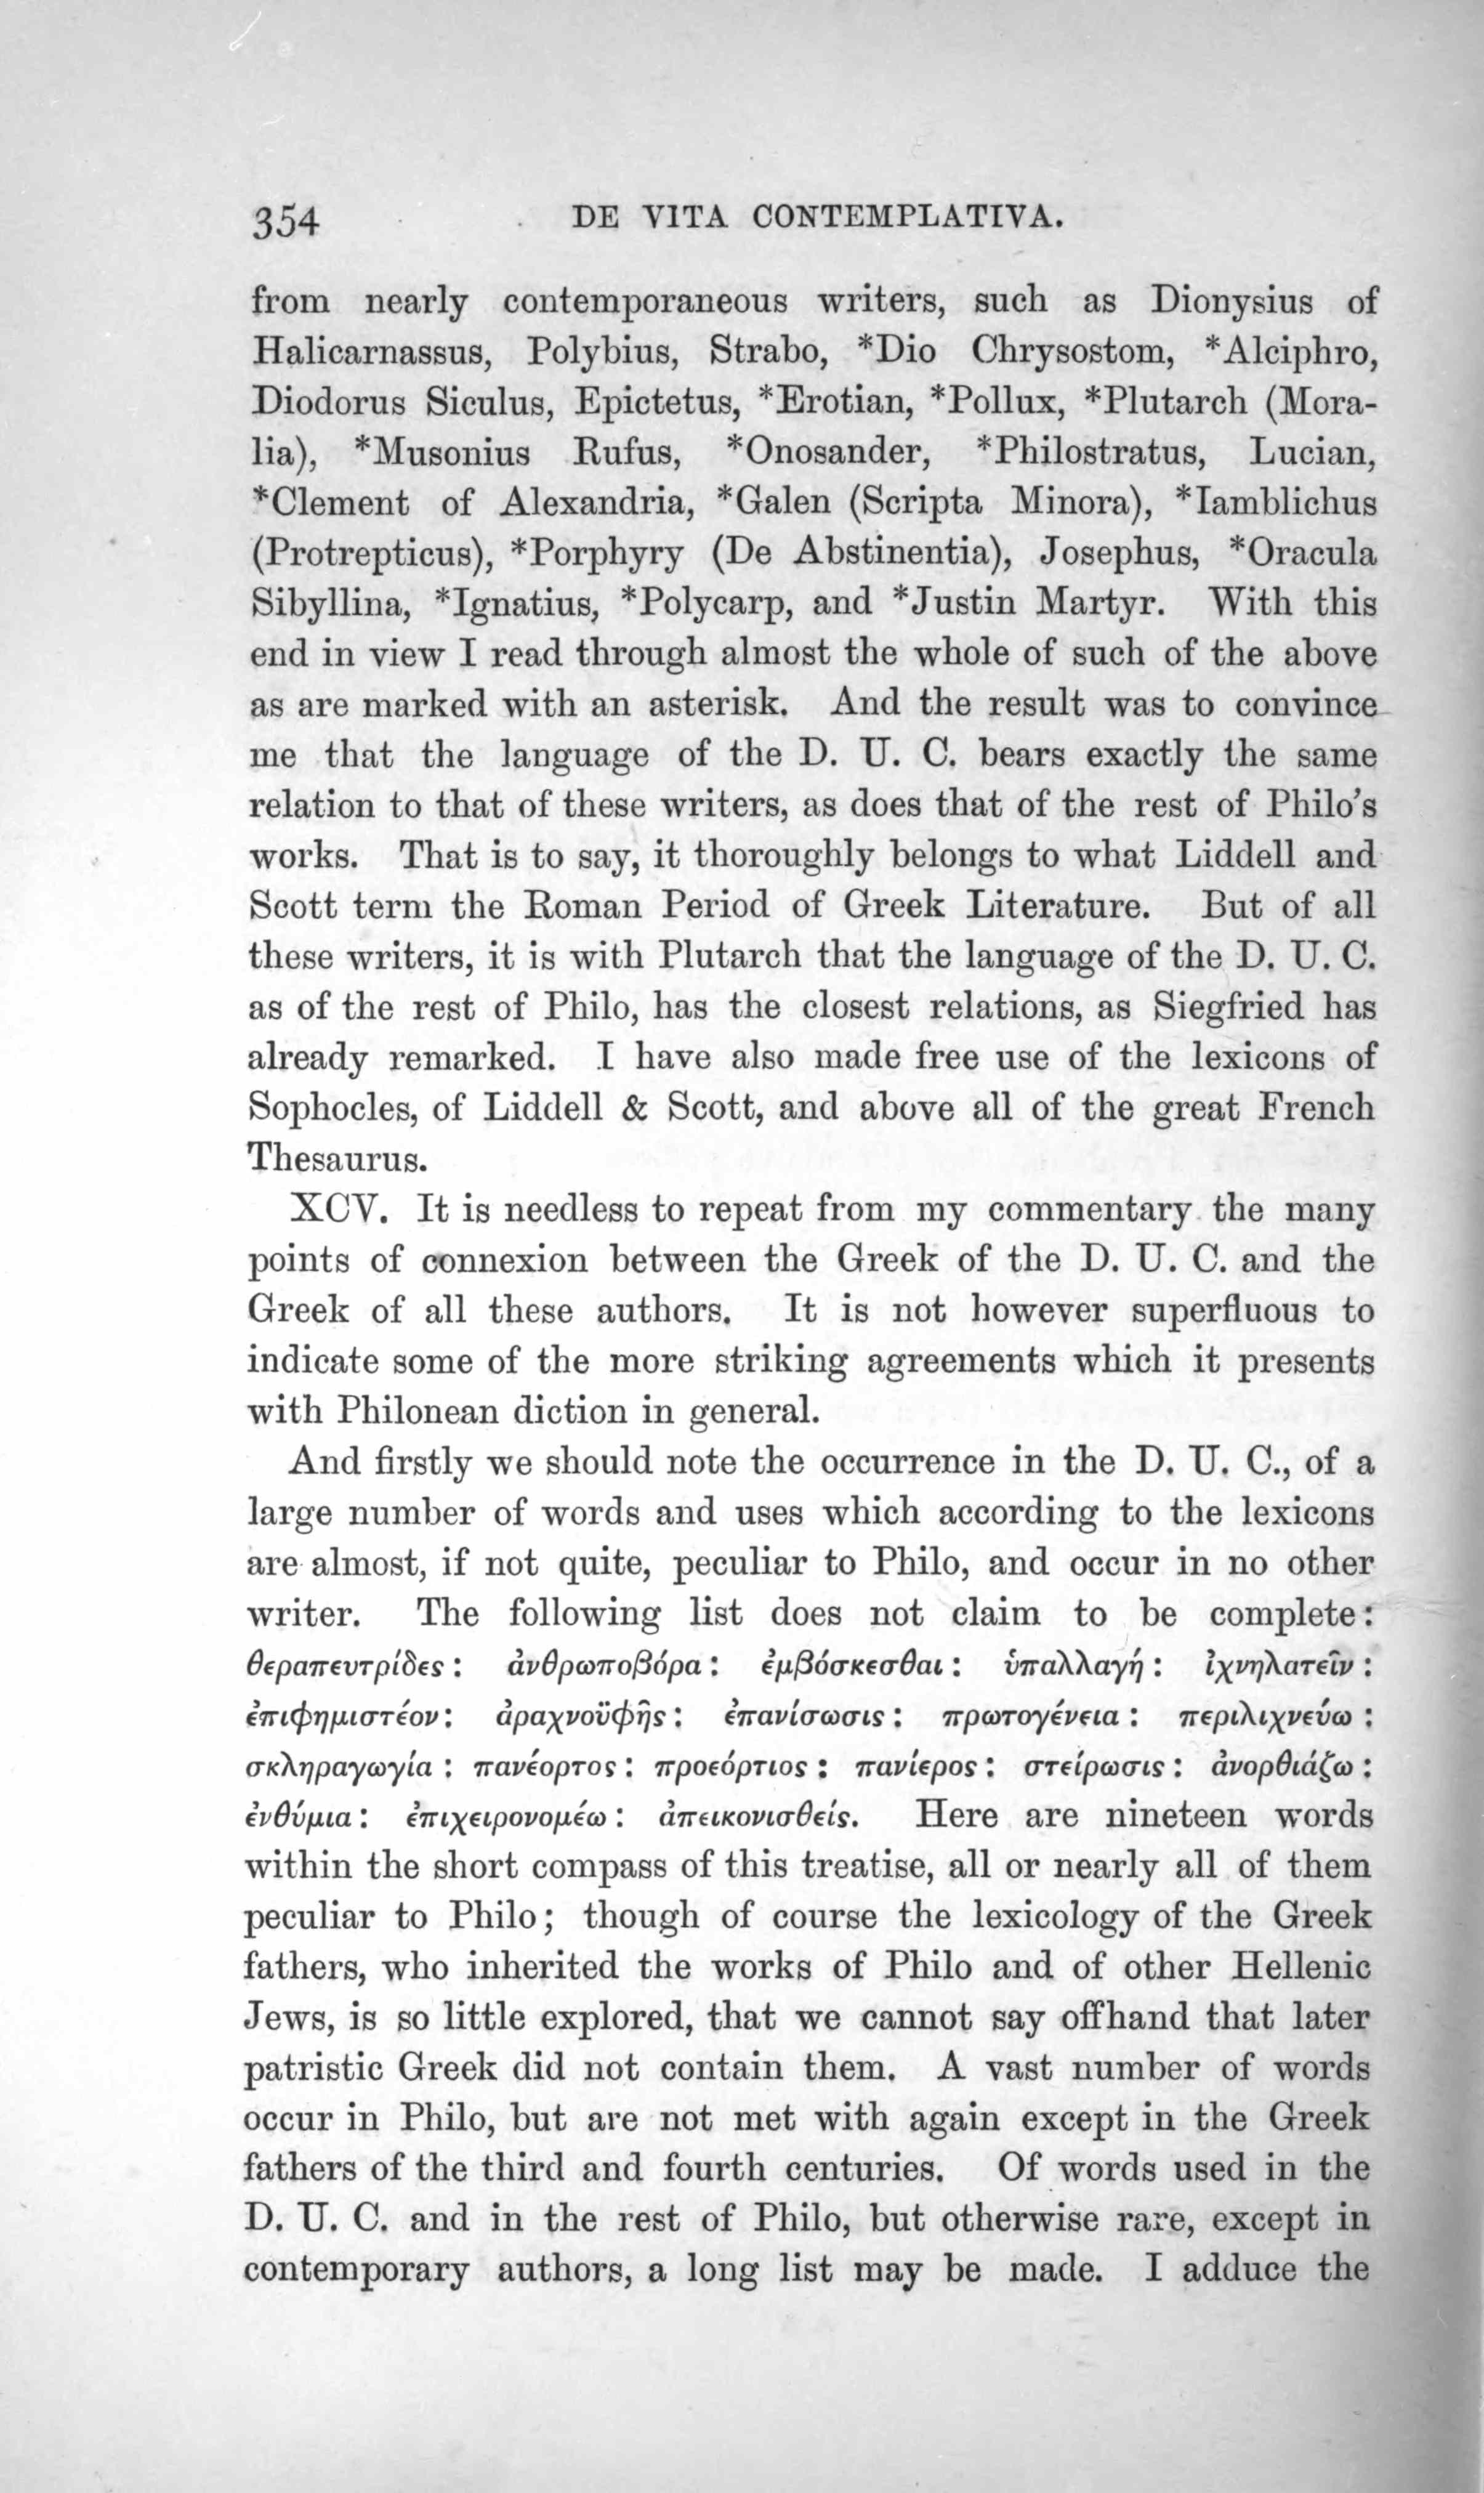 354 DE VITA CONTEMPLATIVA.
from nearly contemporaneous writers, such as Dionysius of
Halicarnassus, Polybius, Strabo, *Dio Chrysostom, *Alciphro,
Diodorus Siculus, Epictetus, *Erotian, *Pollux, *Plutarch (Mora-
lia), *Musonius Rufus, *Onosander, *Philostratus, Lucian,
*Clement of Alexandria, *Galen (Scripta Minora), *Iamblichus
(Protrepticus), *Porphyry (De Abstinentia), Josephus, *Oracula
Sibyllina, *Ignatius, *Polycarp, and *Justin Martyr. With this
end in view I read through almost the whole of such of the above
as are marked with an asterisk. And the result was to convince
me that the language of the D. U. C. bears exactly the same
relation to that of these writers, as does that of the rest of Philo's
works. That is to say, it thoroughly belongs to what Liddell and
Scott term the Roman Period of Greek Literature. But of all
these writers, it is with Plutarch that the language of the D. U. C.
as of the rest of Philo, has the closest relations, as Siegfried has
already remarked. I have also made free use of the lexicons of
Sophocles, of Liddell & Scott, and above all of the great French
Thesaurus.
XCV. It is needless to repeat from my commentary the many
points of connexion between the Greek of the D. U. C. and the
Greek of all these authors. It is not however superfluous to
indicate some of the more striking agreements which it presents
with Philonean diction in general.
And firstly we should note the occurrence in the D. U. C., of a
large number of words and uses which according to the lexicons
are almost, if not quite, peculiar to Philo, and occur in no other
writer. The following list does not claim to be complete:
θεραπευτρίδες: ἀνθρωποβόρα: ἐμβόσκεσθαι: ὑπαλλαγή: ἰχνηλατεῖν:
ἐπιφημιστέον: ἀραχνοϋφῆς: ἐπανίσωσις: πρωτογένεια: περιλιχνεύω:
σκληραγωγία: πανέορτος: προεόρτιος: πανίερος: στείρωσις: ἀνορθιάζω:
ἐνθύμια: ἐπιχειρονομέω: ἀπεικονισθείς. Here are nineteen words
within the short compass of this treatise, all or nearly all of them
peculiar to Philo; though of course the lexicology of the Greek
fathers, who inherited the works of Philo and of other Hellenic
Jews, is so little explored, that we cannot say offhand that later
patristic Greek did not contain them. A vast number of words
occur in Philo, but are not met with again except in the Greek
fathers of the third and fourth centuries. Of words used in the
D. U. C. and in the rest of Philo, but otherwise rare, except in
contemporary authors, a long list may be made. I adduce the